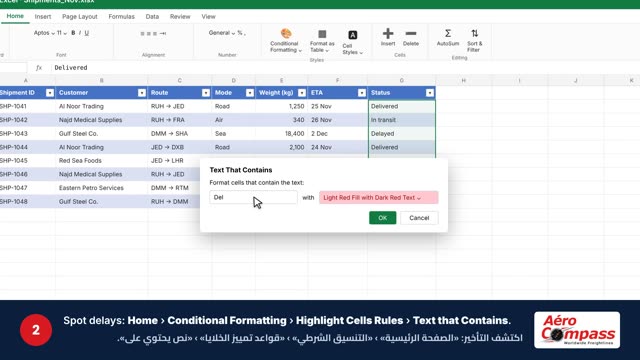 Excel - Shipments_Nov.xlsx
Home Insert Page Layout Formulas Data Review View
Aptos 11 B I U
General %,
Conditional Formatting
Format as Table
Cell Styles
Insert
Delete
Σ AutoSum
Sort & Filter
Font Alignment Number Styles Cells Editing
fx Delivered
A B C D E F G H I J K
Shipment ID Customer Route Mode Weight (kg) ETA Status
SHP-1041 Al Noor Trading RUH → JED Road 1,250 25 Nov Delivered
SHP-1042 Najd Medical Supplies RUH → FRA Air 340 26 Nov In transit
SHP-1043 Gulf Steel Co. DMM → SHA Sea 18,400 2 Dec Delayed
SHP-1044 Al Noor Trading JED → DXB Road 2,100 24 Nov Delivered
SHP-1045 Red Sea Foods JED → LHR
SHP-1046 Najd Medical Supplies RUH → JED
SHP-1047 Eastern Petro Services DMM → RTM
SHP-1048 Gulf Steel Co. RUH → DMM
Text That Contains
Format cells that contain the text:
Del with Light Red Fill with Dark Red Text
OK Cancel
2
Spot delays: Home › Conditional Formatting › Highlight Cells Rules › Text that Contains.
اكتشف التأخير: «الصفحة الرئيسية» › «التنسيق الشرطي» › «قواعد تمييز الخلايا» › «نص يحتوي على».
Aéro Compass
Worldwide Freightlines